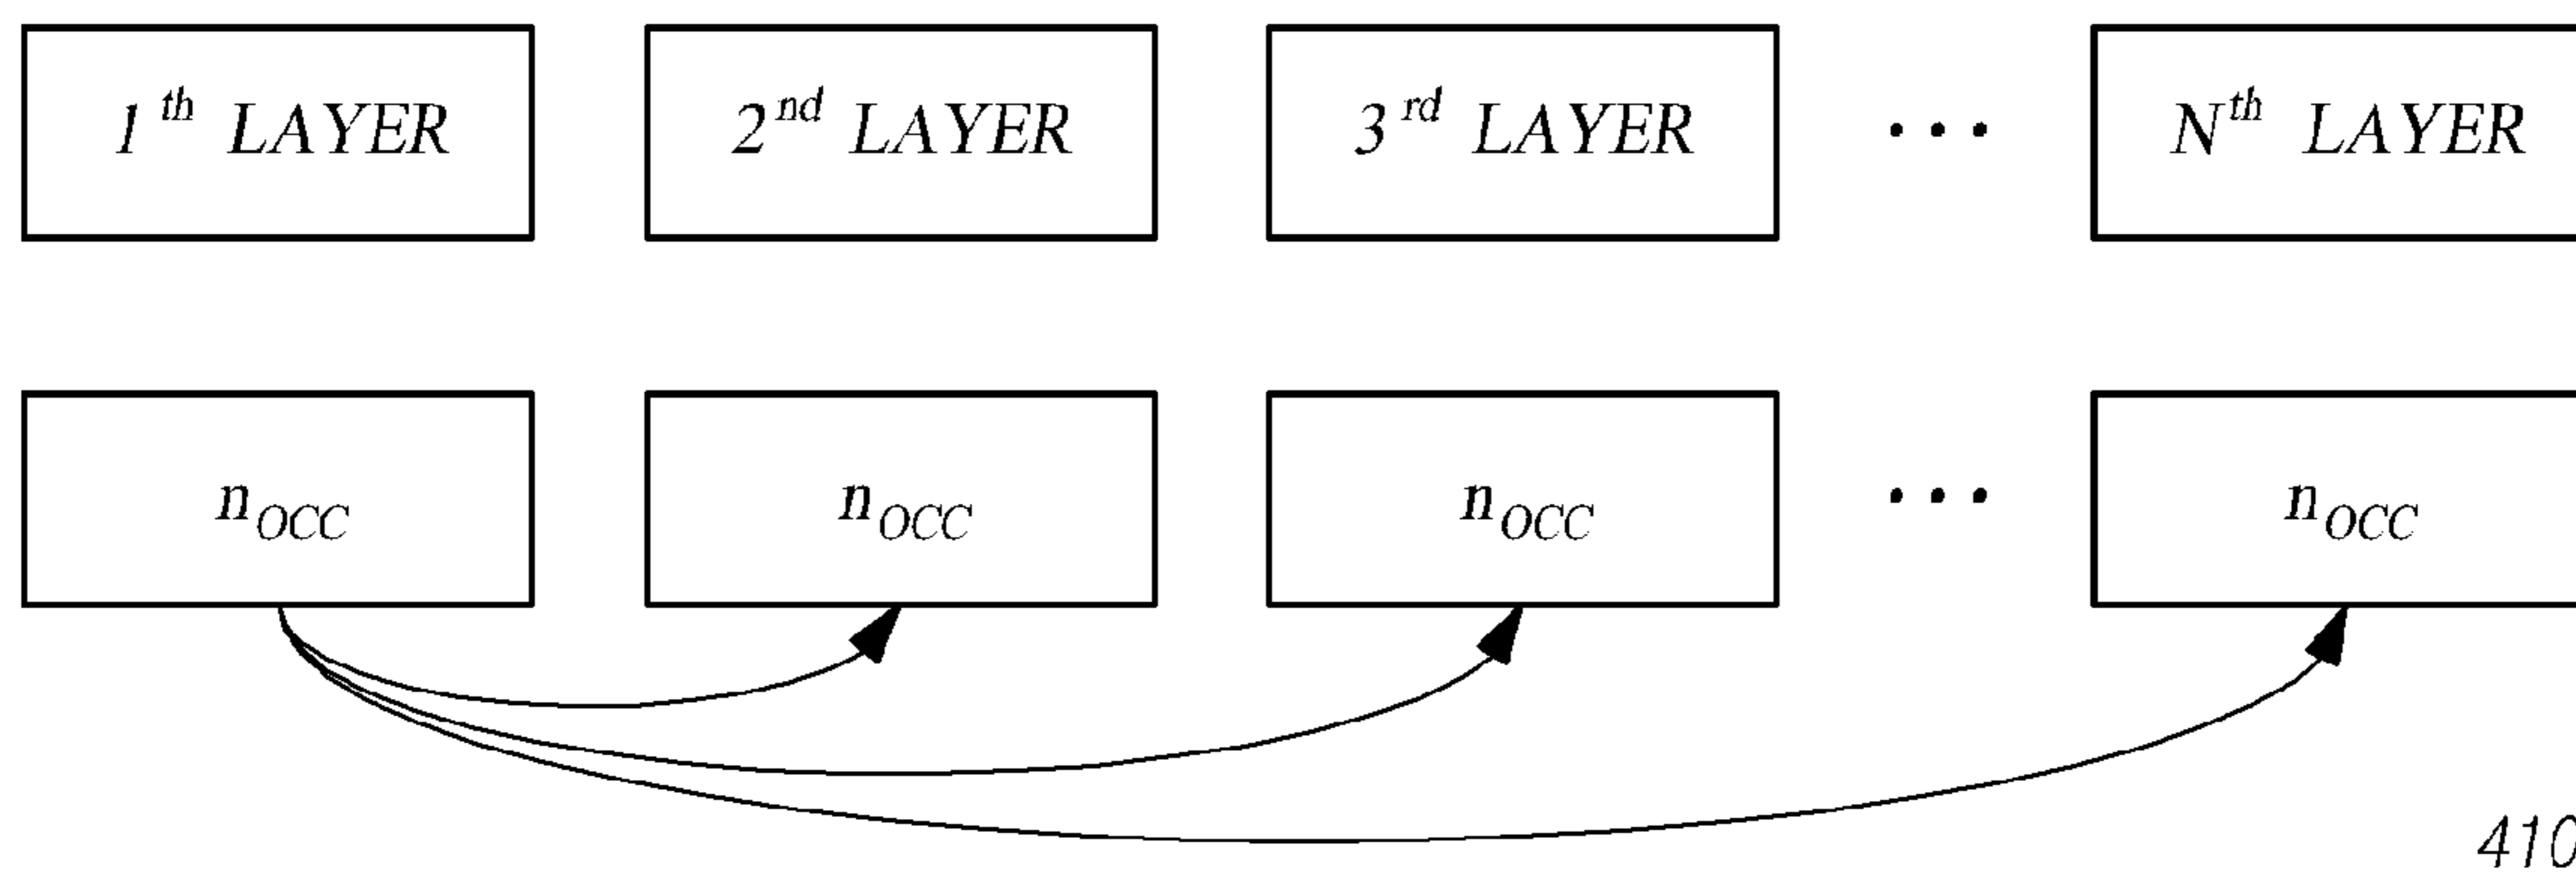 1th LAYER 2nd LAYER 3rd LAYER ... Nth LAYER
nOCC nOCC nOCC ... nOCC
410